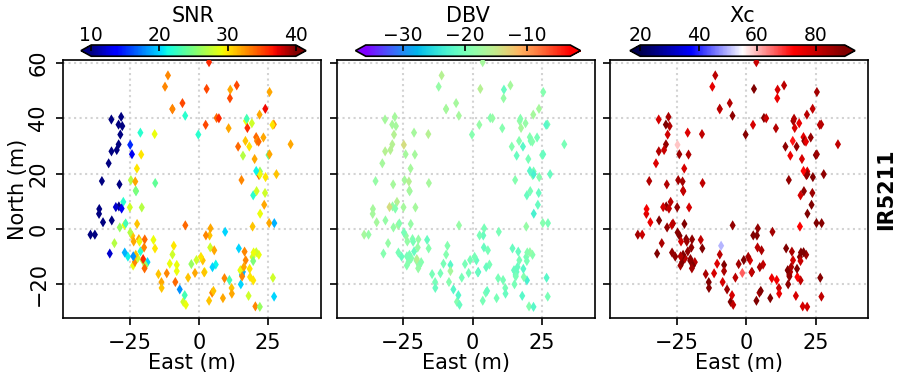 SNR DBV Xc
10 20 30 40 −30 −20 −10 20 40 60 80
60
40
20
0
−20
North (m)
−25 0 25 −25 0 25 −25 0 25
East (m) East (m) East (m)
IR5211